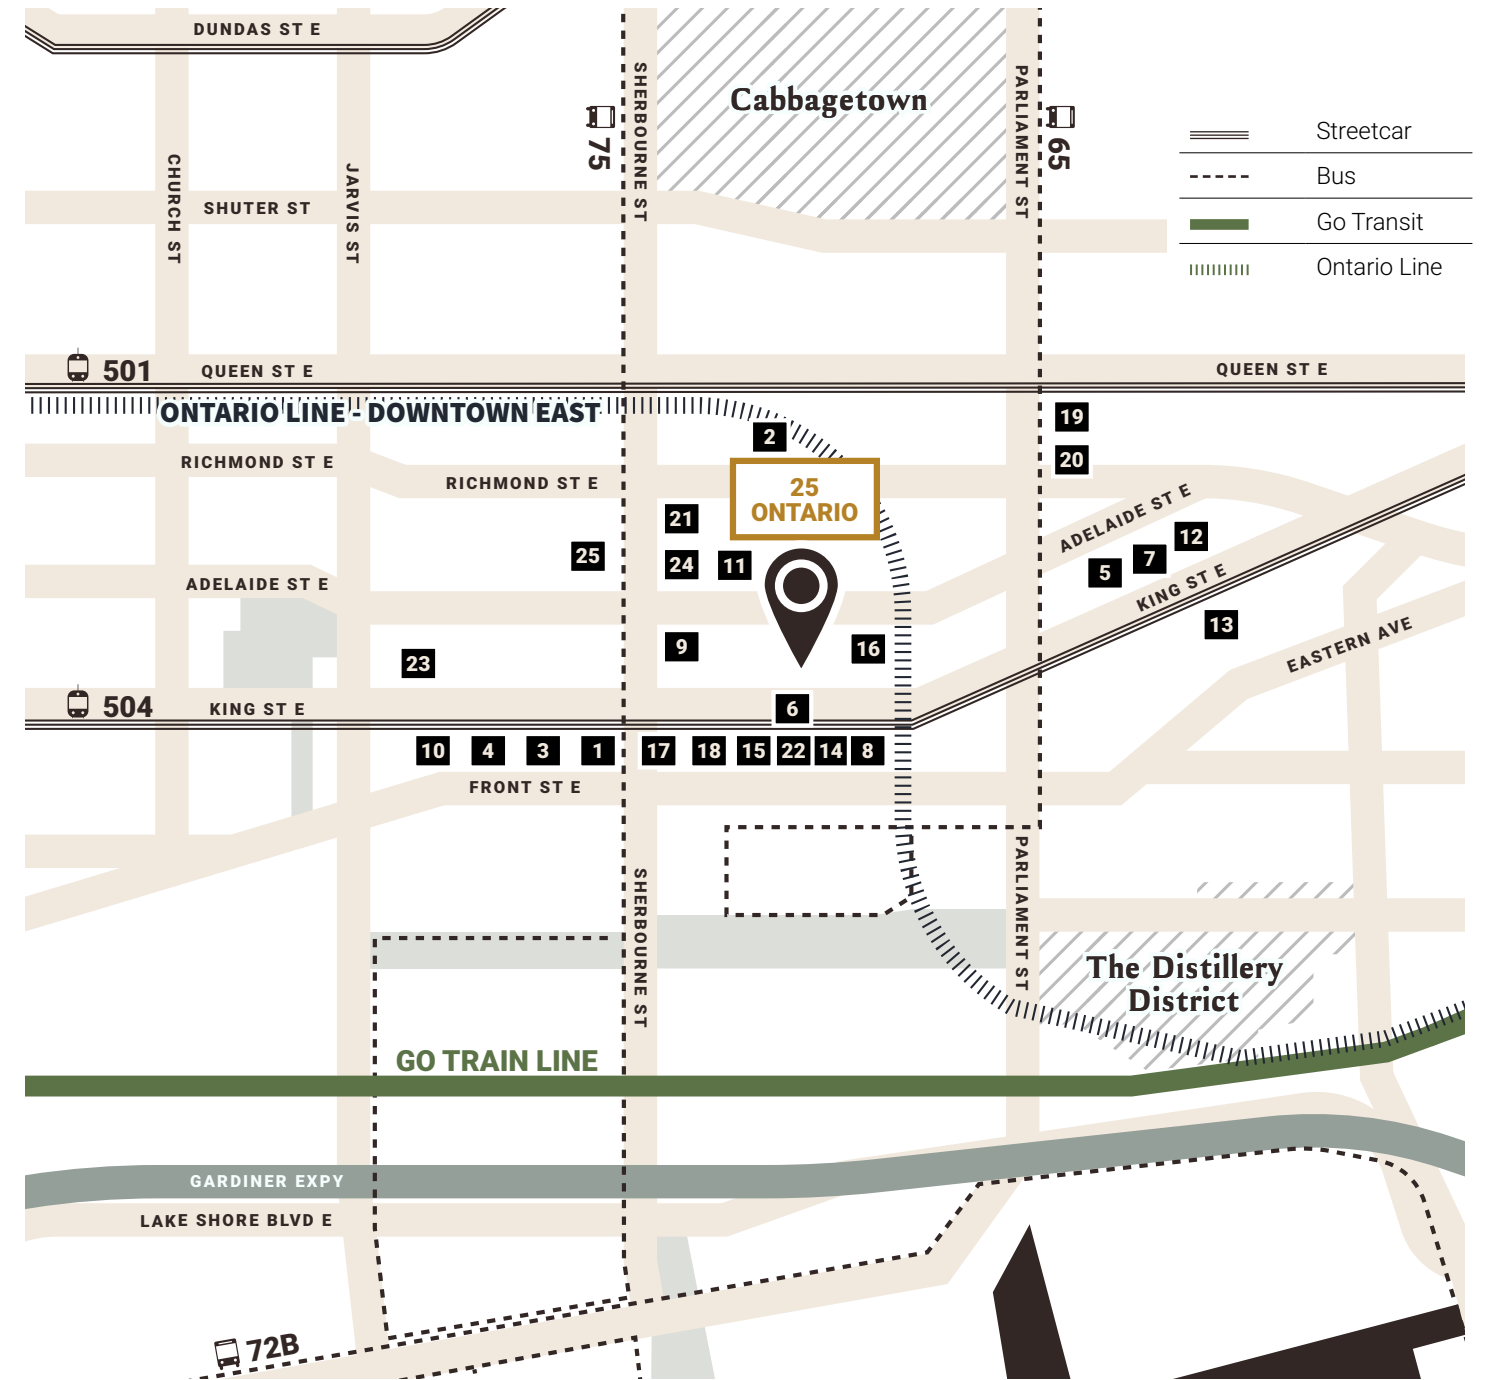 DUNDAS ST E
SHERBOURNE ST
Cabbagetown
PARLIAMENT ST
75
65
Streetcar
Bus
Go Transit
Ontario Line
CHURCH ST
JARVIS ST
SHUTER ST
501
QUEEN ST E
QUEEN ST E
ONTARIO LINE - DOWNTOWN EAST
19
2
20
RICHMOND ST E
RICHMOND ST E
25
ONTARIO
21
ADELAIDE ST E
12
25
24
11
7
5
ADELAIDE ST E
KING ST E
13
9
16
EASTERN AVE
23
504
KING ST E
6
10
4
3
1
17
18
15
22
14
8
FRONT ST E
SHERBOURNE ST
PARLIAMENT ST
The Distillery
District
GO TRAIN LINE
GARDINER EXPY
LAKE SHORE BLVD E
72B